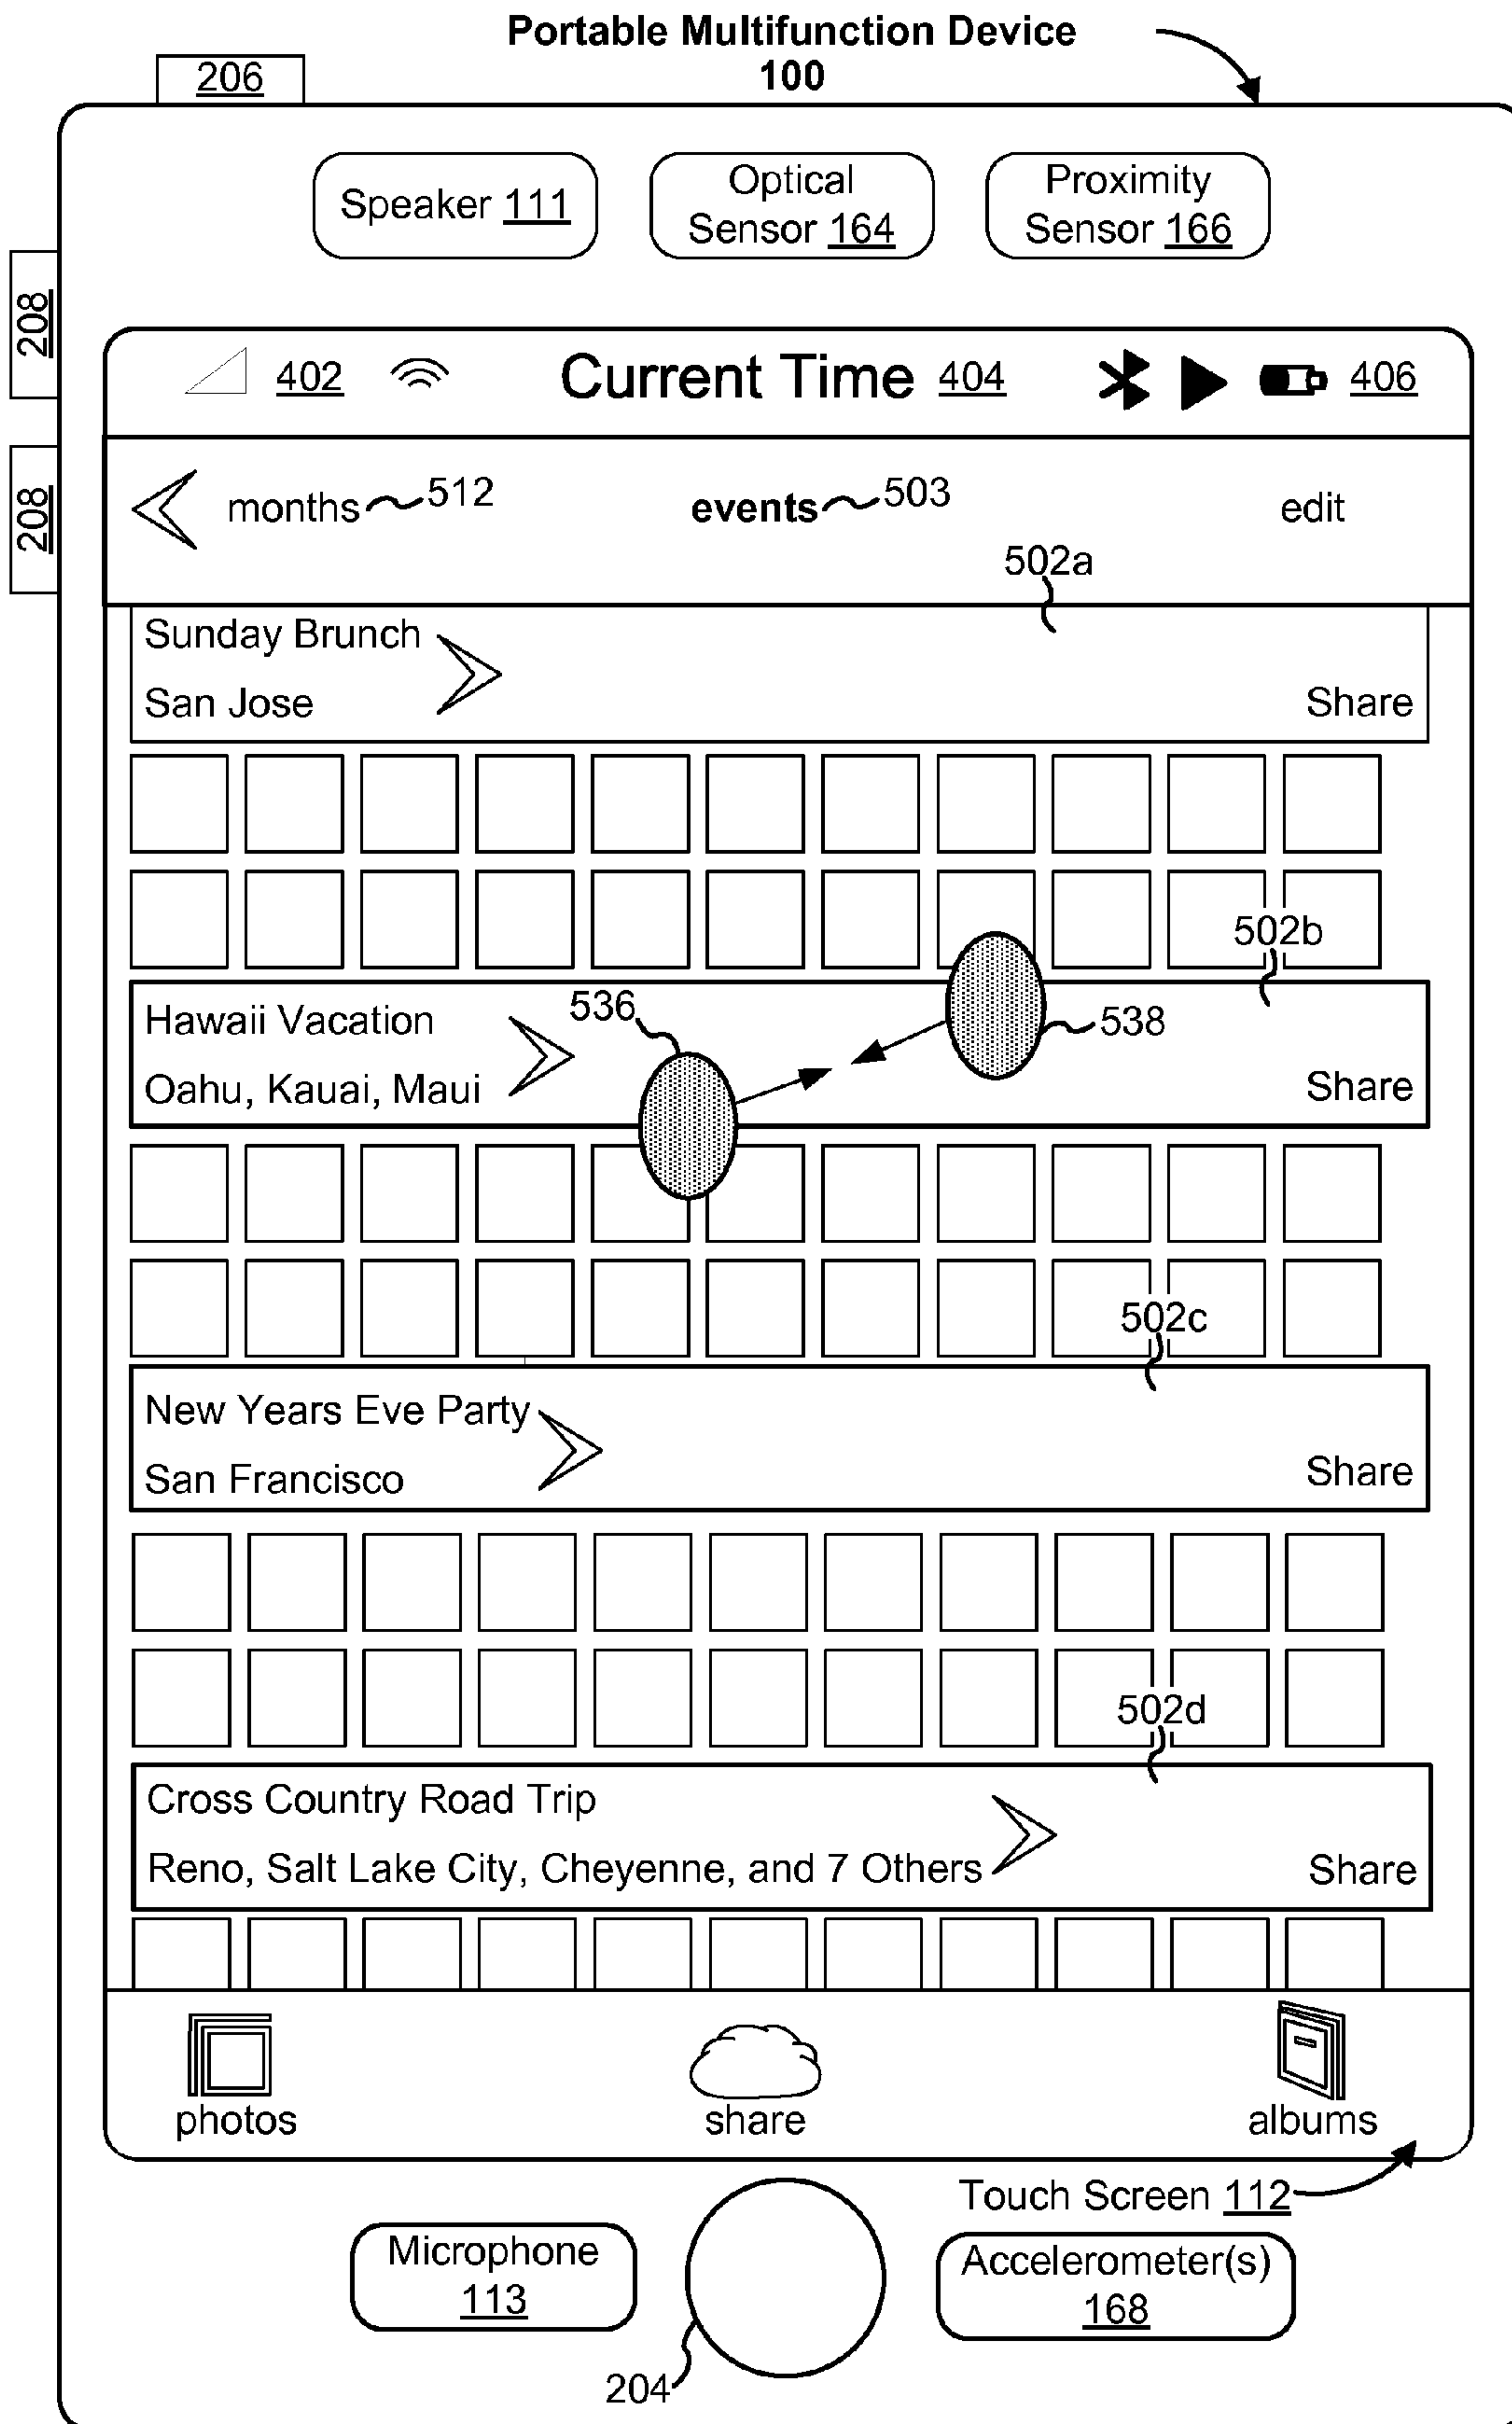 Portable Multifunction Device
100
206
Speaker 111
Optical
Sensor 164
Proximity
Sensor 166
208
208
402
Current Time 404
406
months 512
events 503
edit
502a
Sunday Brunch
San Jose
Share
502b
536
538
Hawaii Vacation
Oahu, Kauai, Maui
Share
502c
New Years Eve Party
San Francisco
Share
502d
Cross Country Road Trip
Reno, Salt Lake City, Cheyenne, and 7 Others
Share
photos
share
albums
Touch Screen 112
Microphone
113
Accelerometer(s)
168
204